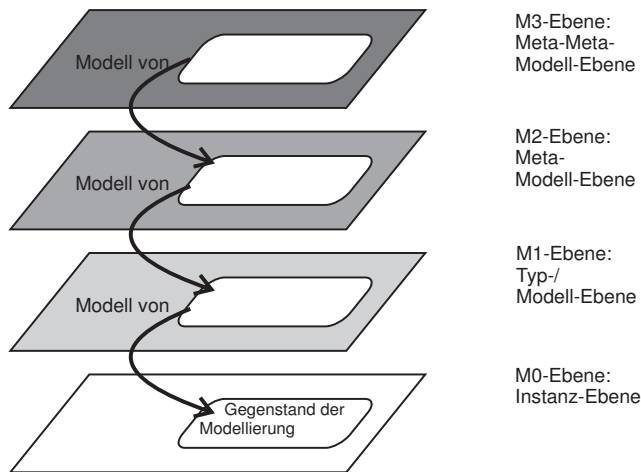 M3-Ebene:
Meta-Meta-
Modell-Ebene
Modell von
M2-Ebene:
Meta-
Modell-Ebene
Modell von
M1-Ebene:
Typ-/
Modell-Ebene
Modell von
M0-Ebene:
Instanz-Ebene
Gegenstand der
Modellierung